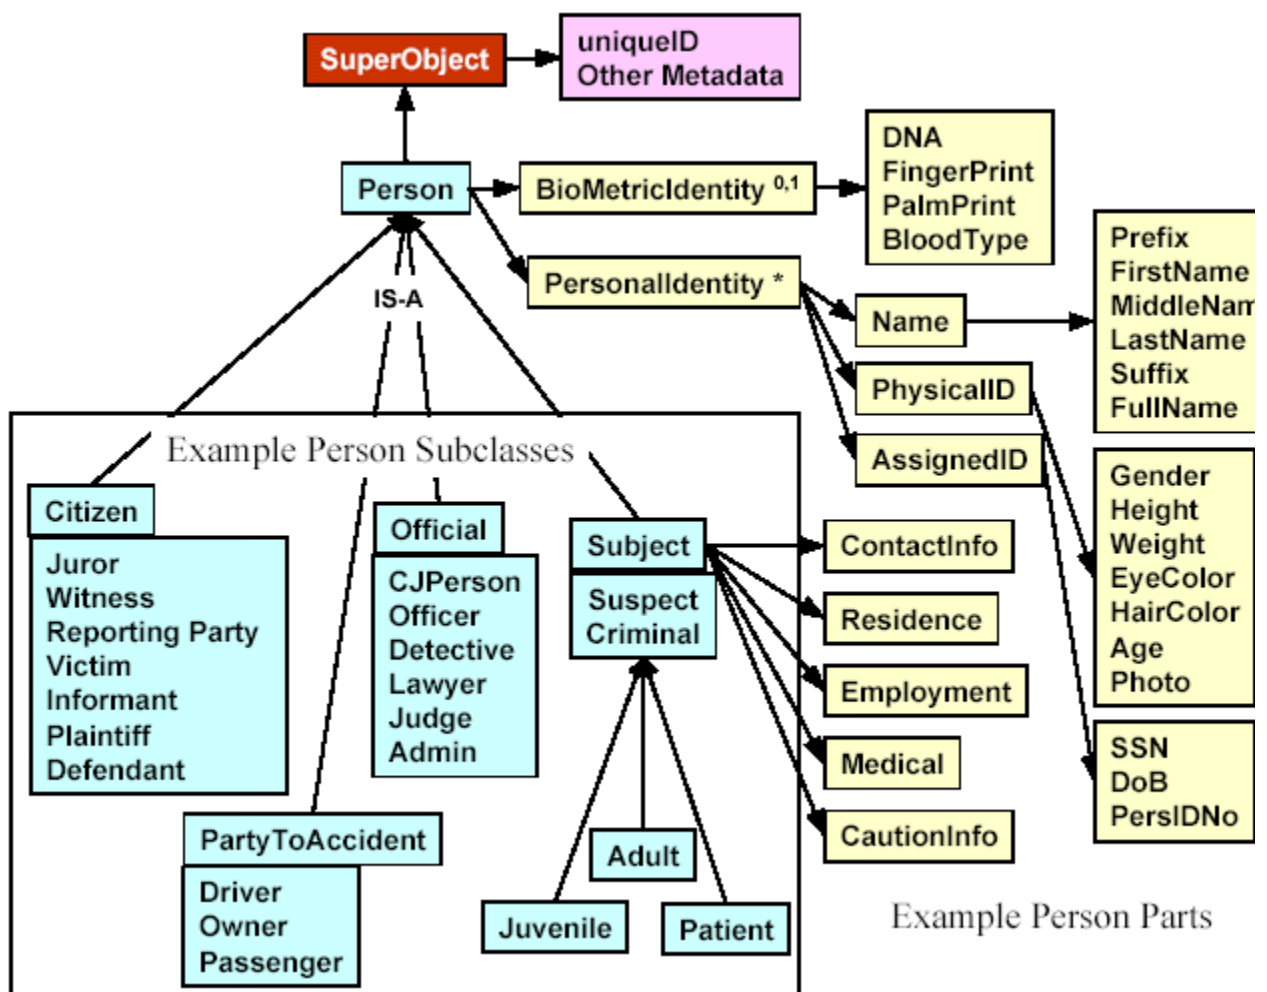 SuperObject
uniqueID
Other Metadata
Person
BioMetricIdentity 0,1
DNA
FingerPrint
PalmPrint
BloodType
PersonalIdentity *
IS-A
Name
Prefix
FirstName
MiddleNam
LastName
Suffix
FullName
PhysicalID
AssignedID
Gender
Height
Weight
EyeColor
HairColor
Age
Photo
SSN
DoB
PersIDNo
Example Person Subclasses
Citizen
Juror
Witness
Reporting Party
Victim
Informant
Plaintiff
Defendant
Official
CJPerson
Officer
Detective
Lawyer
Judge
Admin
Subject
Suspect
Criminal
ContactInfo
Residence
Employment
Medical
CautionInfo
PartyToAccident
Driver
Owner
Passenger
Adult
Juvenile
Patient
Example Person Parts